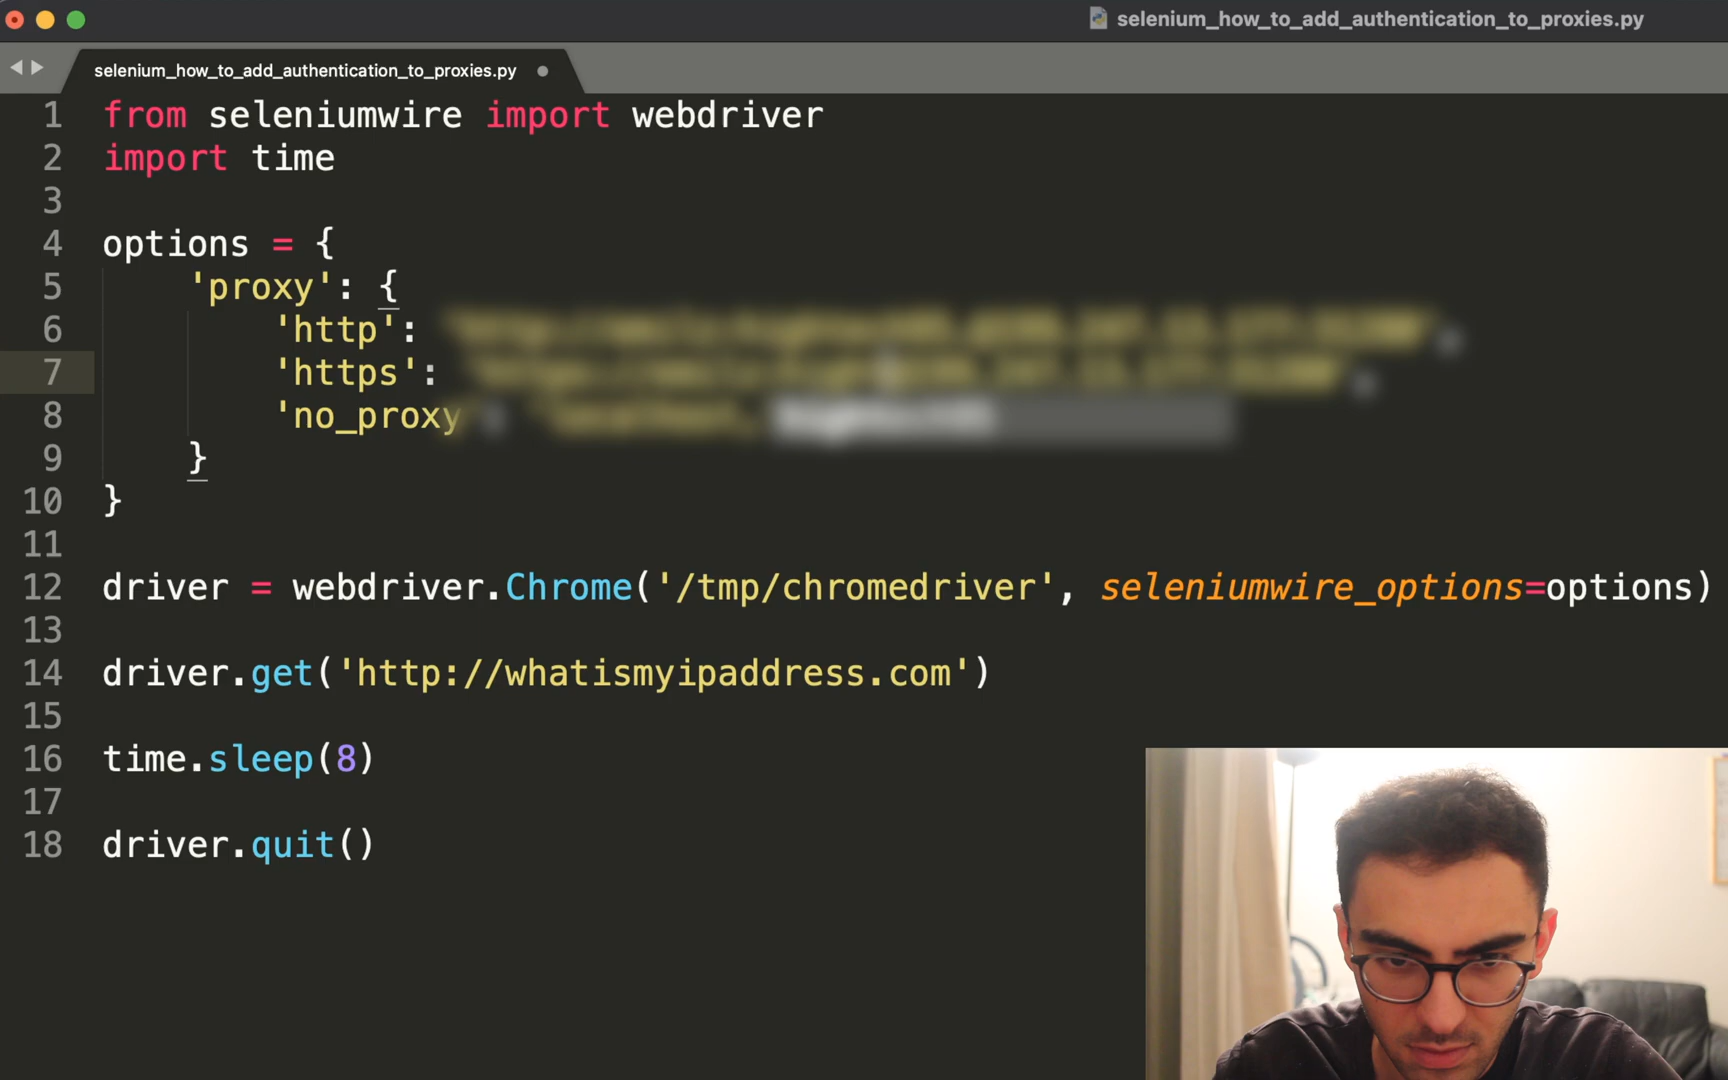 selenium_how_to_add_authentication_to_proxies.py
selenium_how_to_add_authentication_to_proxies.py
1 from seleniumwire import webdriver
2 import time
3
4 options = {
5 'proxy': {
6 'http':
7 'https':
8 'no_proxy
9 }
10 }
11
12 driver = webdriver.Chrome('/tmp/chromedriver', seleniumwire_options=options)
13
14 driver.get('http://whatismyipaddress.com')
15
16 time.sleep(8)
17
18 driver.quit()